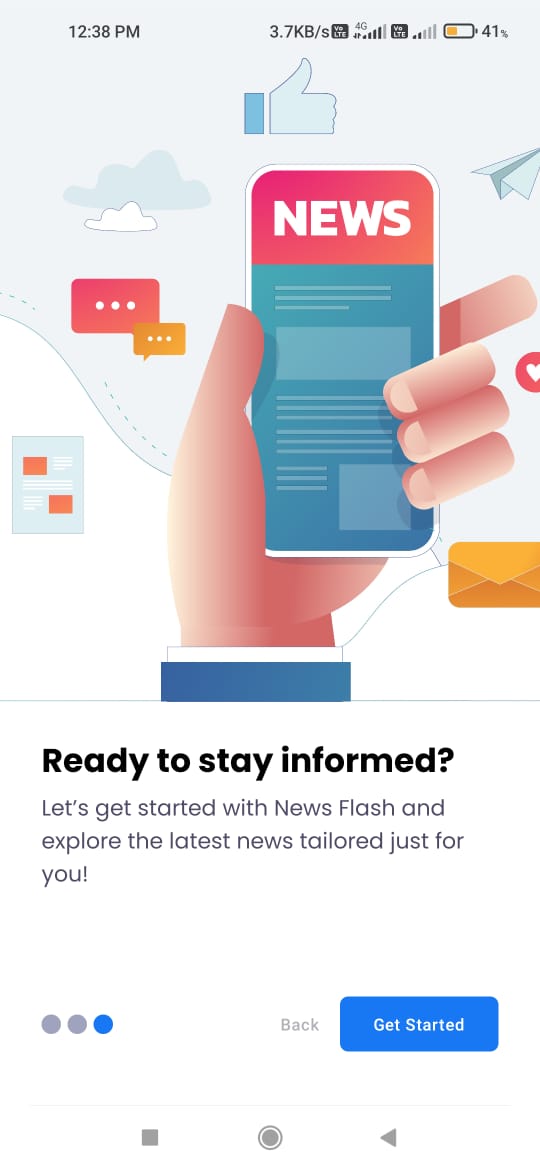 12:38 PM 3.7KB/s Vo LTE 4G Vo LTE 41%
NEWS
Ready to stay informed?
Let’s get started with News Flash and
explore the latest news tailored just for
you!
Back Get Started